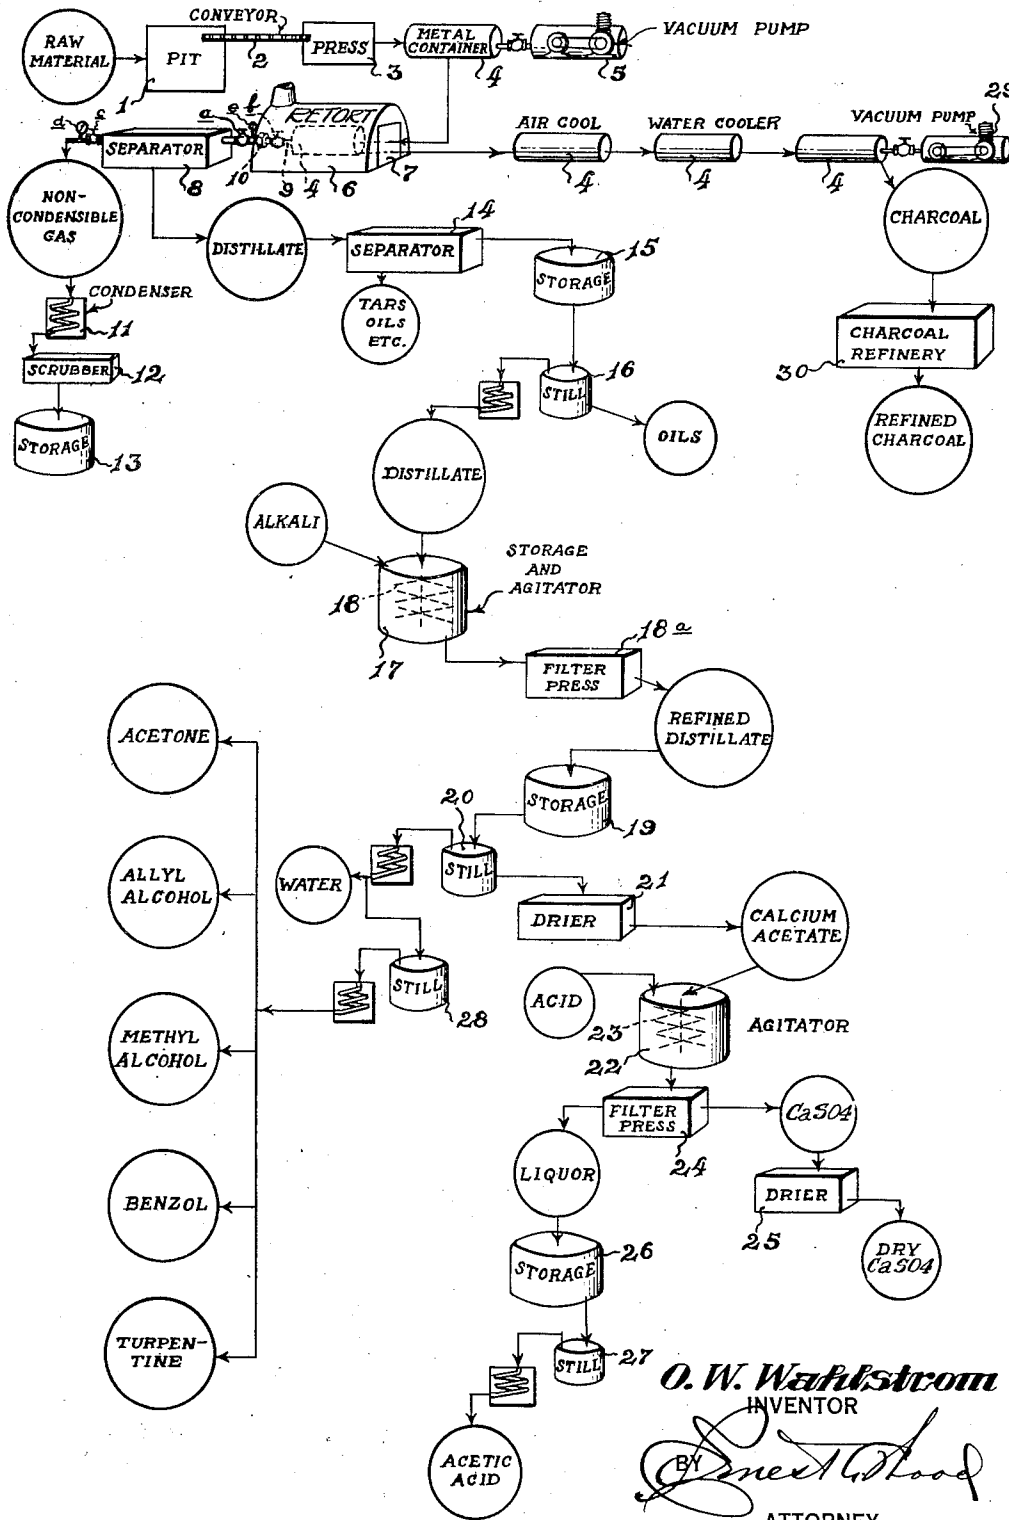 CONVEYOR
RAW
MATERIAL
PIT
1
2
PRESS
3
METAL
CONTAINER
4
5
VACUUM PUMP
d
c
a
e
b
SEPARATOR
8
10
9
4
6
7
RETORT
AIR COOL
4
WATER COOLER
4
VACUUM PUMP
29
4
NON-
CONDENSIBLE
GAS
DISTILLATE
14
SEPARATOR
15
STORAGE
CHARCOAL
TARS
OILS
ETC.
CONDENSER
11
SCRUBBER
12
STORAGE
13
16
STILL
OILS
CHARCOAL
REFINERY
30
REFINED
CHARCOAL
DISTILLATE
ALKALI
STORAGE
AND
AGITATOR
18
17
18 a
FILTER
PRESS
REFINED
DISTILLATE
ACETONE
STORAGE
19
20
STILL
WATER
21
DRIER
CALCIUM
ACETATE
ALLYL
ALCOHOL
STILL
28
ACID
23
22
AGITATOR
METHYL
ALCOHOL
FILTER
PRESS
24
CaSO4
LIQUOR
DRIER
25
DRY
CaSO4
BENZOL
STORAGE
26
TURPEN-
TINE
STILL
27
ACETIC
ACID
O. W. Wahlstrom
INVENTOR
BY
Ernest G. Wood
ATTORNEY